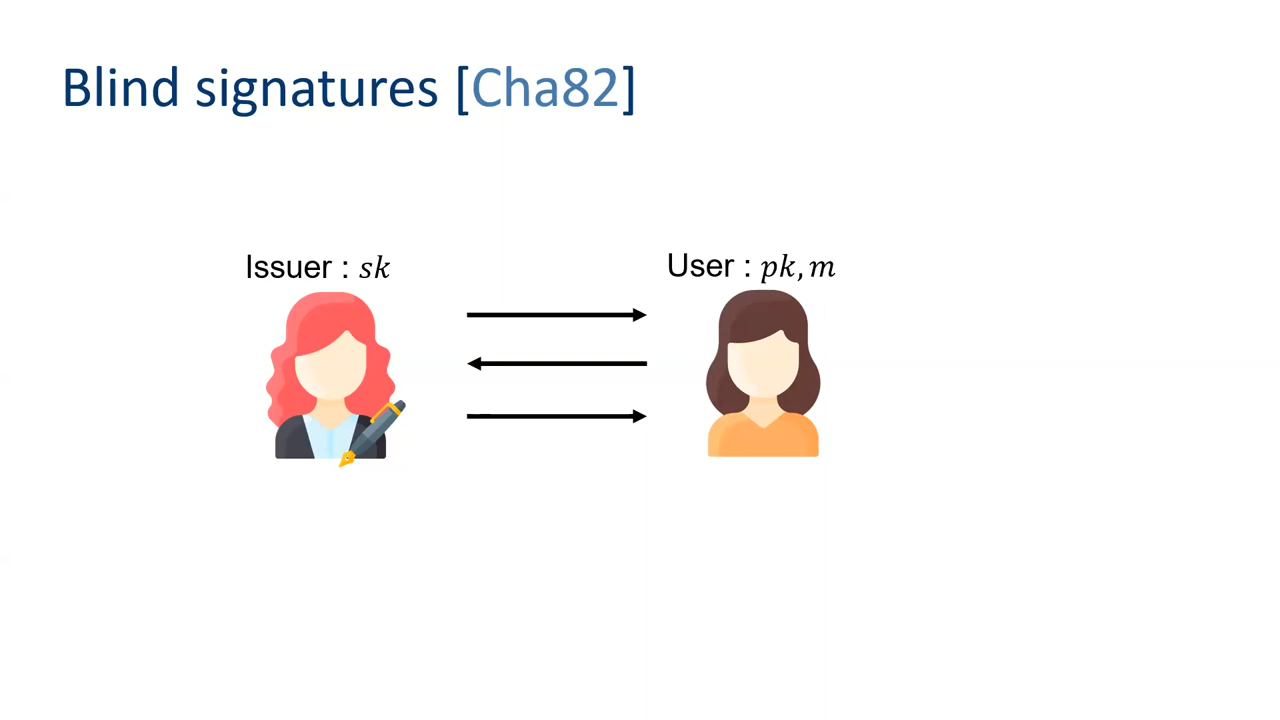 Blind signatures [Cha82]
Issuer : sk
User : pk, m